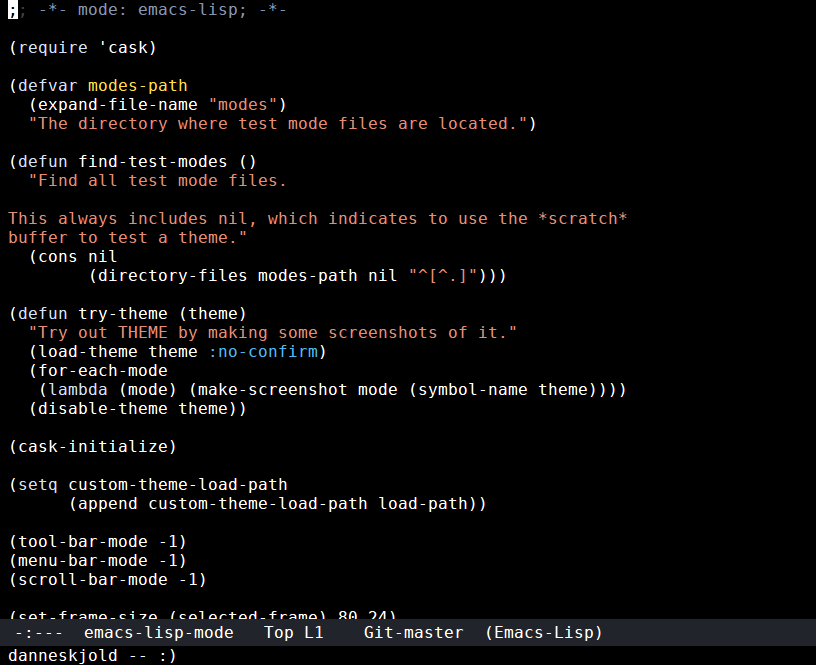 ;; -*- mode: emacs-lisp; -*-

(require 'cask)

(defvar modes-path
  (expand-file-name "modes")
  "The directory where test mode files are located.")

(defun find-test-modes ()
  "Find all test mode files.

This always includes nil, which indicates to use the *scratch*
buffer to test a theme."
  (cons nil
        (directory-files modes-path nil "^[^.]")))

(defun try-theme (theme)
  "Try out THEME by making some screenshots of it."
  (load-theme theme :no-confirm)
  (for-each-mode
   (lambda (mode) (make-screenshot mode (symbol-name theme))))
  (disable-theme theme))

(cask-initialize)

(setq custom-theme-load-path
      (append custom-theme-load-path load-path))

(tool-bar-mode -1)
(menu-bar-mode -1)
(scroll-bar-mode -1)

(set-frame-size (selected-frame) 80 24)
-:---  emacs-lisp-mode   Top L1    Git-master  (Emacs-Lisp)
danneskjold -- :)